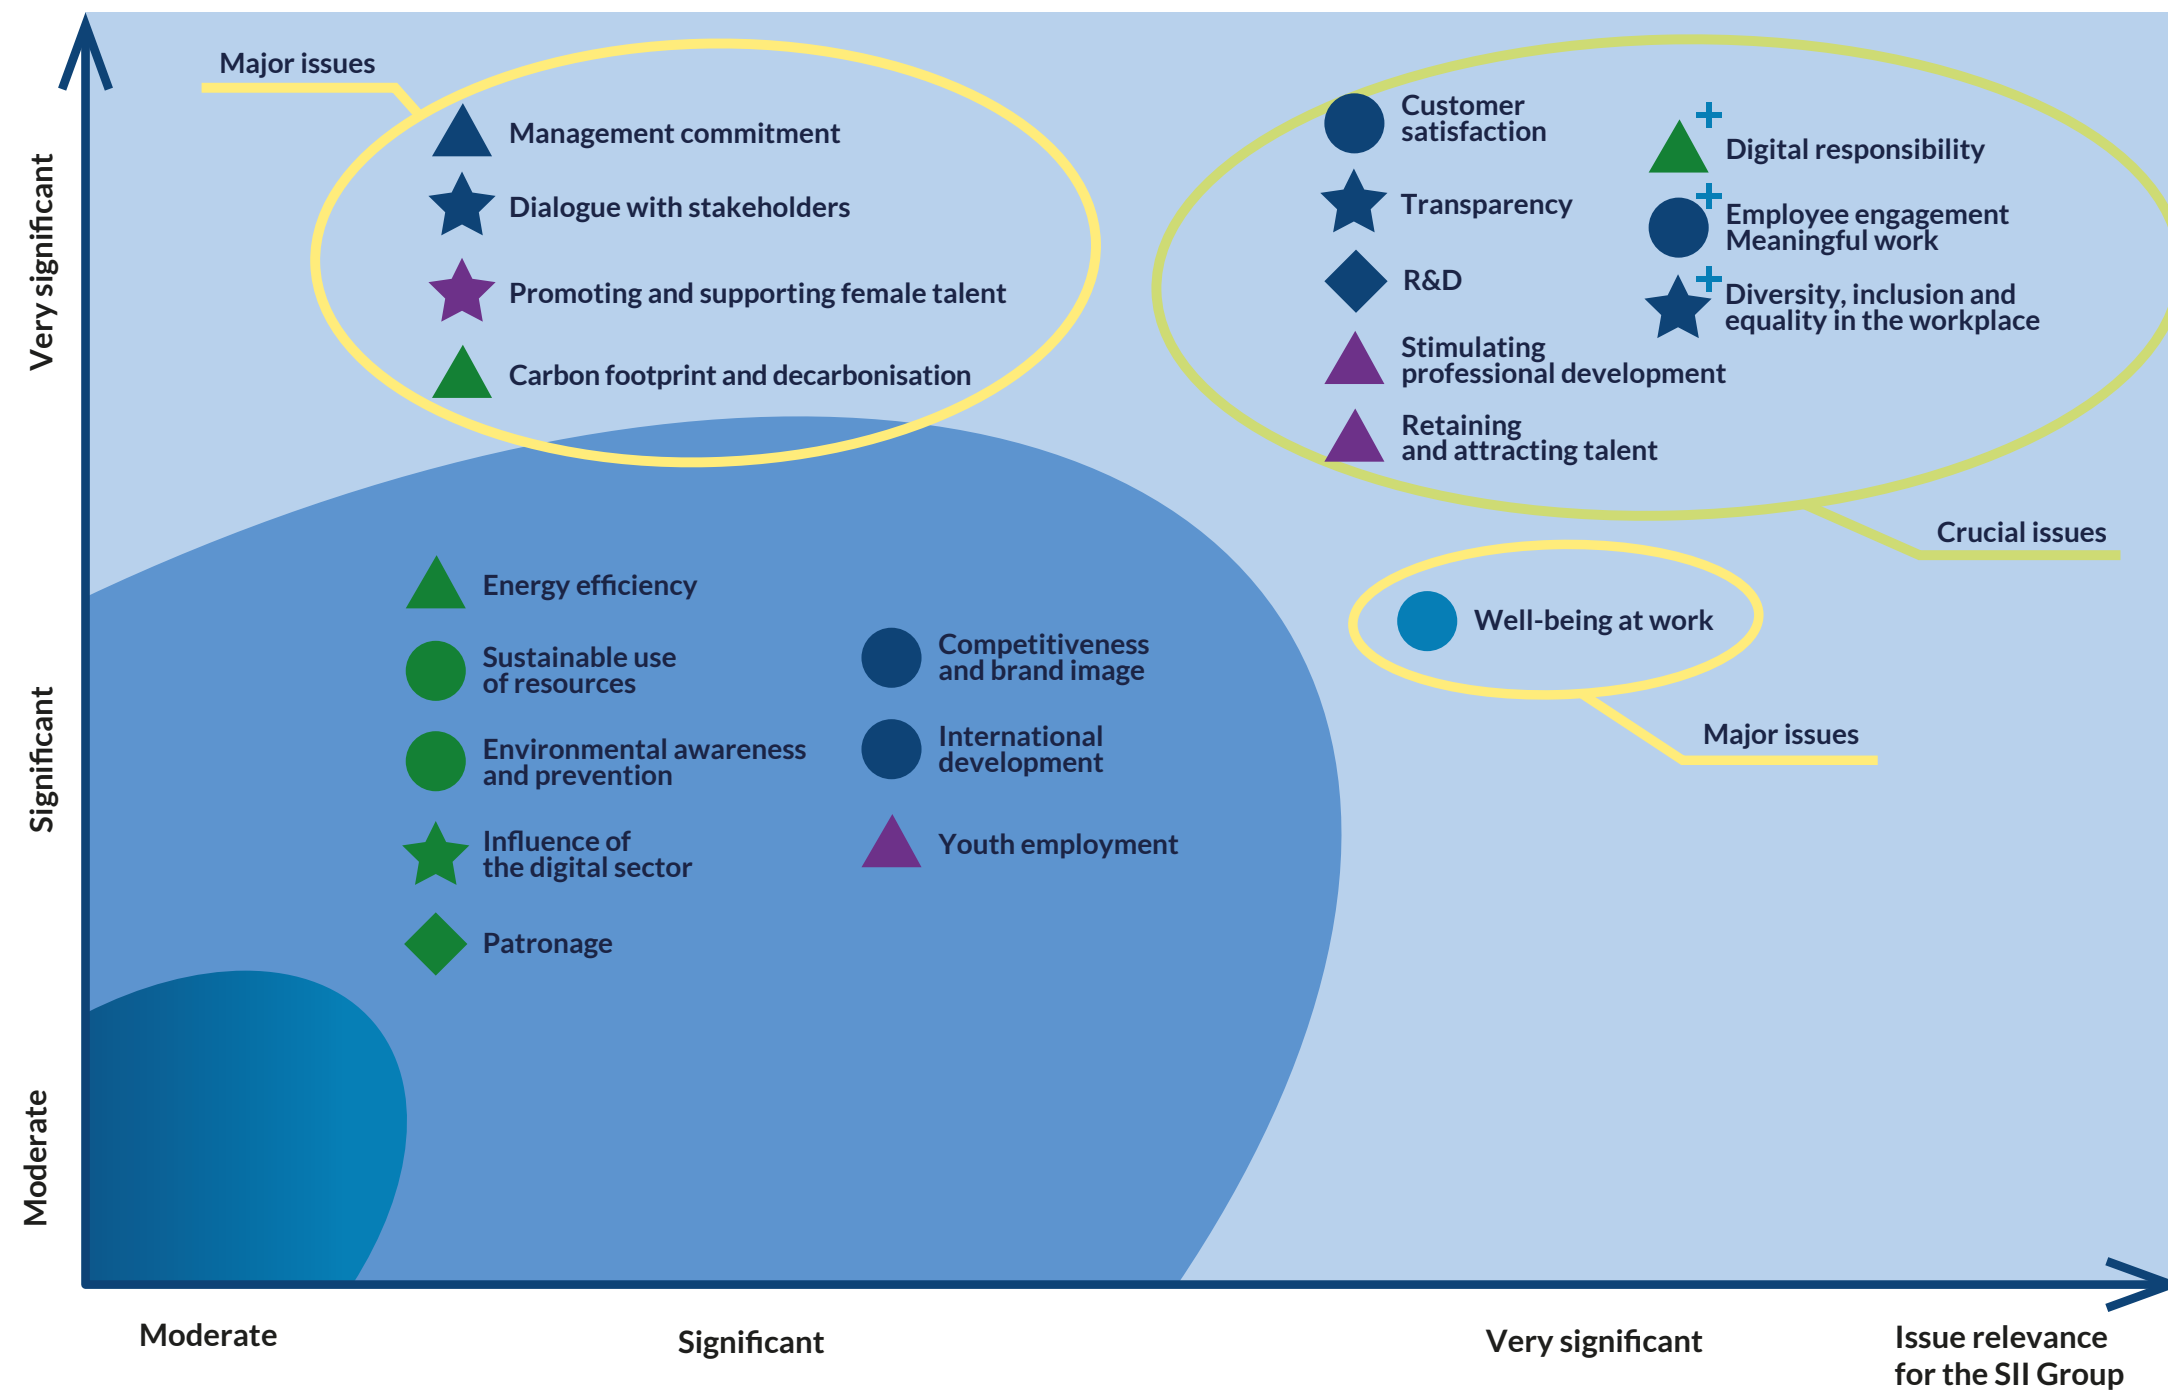 Major issues
Management commitment
Dialogue with stakeholders
Promoting and supporting female talent
Carbon footprint and decarbonisation
Customer
satisfaction
Transparency
R&D
Stimulating
professional development
Retaining
and attracting talent
Digital responsibility
Employee engagement
Meaningful work
Diversity, inclusion and
equality in the workplace
Crucial issues
Well-being at work
Major issues
Energy efficiency
Sustainable use
of resources
Environmental awareness
and prevention
Influence of
the digital sector
Patronage
Competitiveness
and brand image
International
development
Youth employment
Very significant
Significant
Moderate
Moderate
Significant
Very significant
Issue relevance
for the SII Group